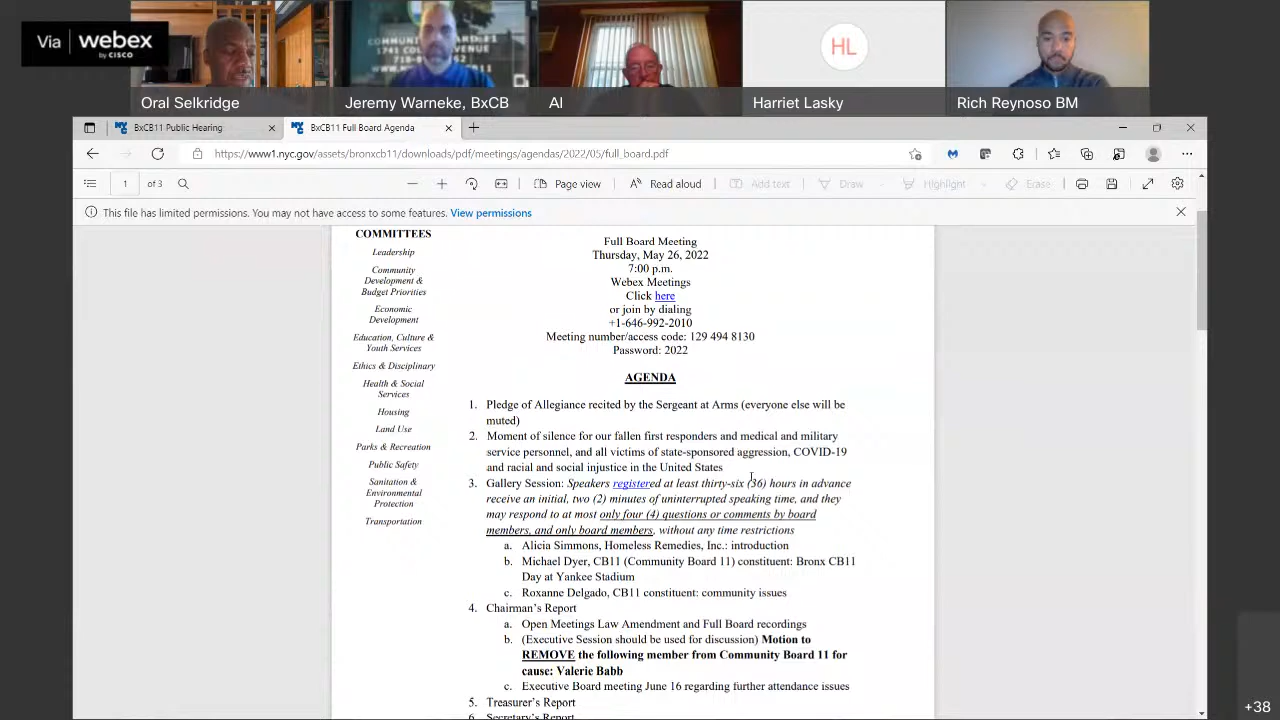 Via webex
by CISCO
HL
Oral Selkridge
Jeremy Warneke, BxCB
Al
Harriet Lasky
Rich Reynoso BM
BxCB11 Public Hearing
BxCB11 Full Board Agenda
https://www1.nyc.gov/assets/bronxcb11/downloads/pdf/meetings/agendas/2022/05/full_board.pdf
1 of 3
Page view
Read aloud
Add text
Draw
Highlight
Erase
This file has limited permissions. You may not have access to some features. View permissions
COMMITTEES
Leadership
Community
Development &
Budget Priorities
Economic
Development
Education, Culture &
Youth Services
Ethics & Disciplinary
Health & Social
Services
Housing
Land Use
Parks & Recreation
Public Safety
Sanitation &
Environmental
Protection
Transportation
Full Board Meeting
Thursday, May 26, 2022
7:00 p.m.
Webex Meetings
Click here
or join by dialing
+1-646-992-2010
Meeting number/access code: 129 494 8130
Password: 2022
AGENDA
1. Pledge of Allegiance recited by the Sergeant at Arms (everyone else will be
muted)
2. Moment of silence for our fallen first responders and medical and military
service personnel, and all victims of state-sponsored aggression, COVID-19
and racial and social injustice in the United States
3. Gallery Session: Speakers registered at least thirty-six (36) hours in advance
receive an initial, two (2) minutes of uninterrupted speaking time, and they
may respond to at most only four (4) questions or comments by board
members, and only board members, without any time restrictions
a. Alicia Simmons, Homeless Remedies, Inc.: introduction
b. Michael Dyer, CB11 (Community Board 11) constituent: Bronx CB11
Day at Yankee Stadium
c. Roxanne Delgado, CB11 constituent: community issues
4. Chairman's Report
a. Open Meetings Law Amendment and Full Board recordings
b. (Executive Session should be used for discussion) Motion to
REMOVE the following member from Community Board 11 for
cause: Valerie Babb
c. Executive Board meeting June 16 regarding further attendance issues
5. Treasurer's Report
6. Secretary's Report
+38